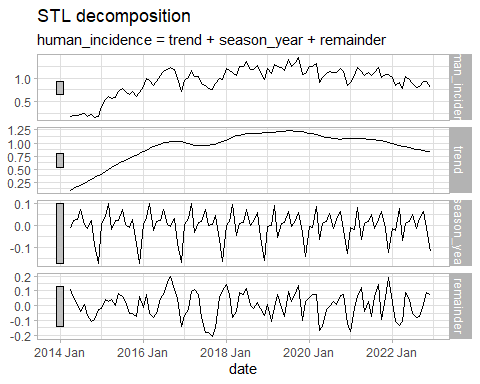 STL decomposition
human_incidence = trend + season_year + remainder
1.0
0.5
1.25
1.00
0.75
0.50
0.25
trend
0.1
0.0
-0.1
season_yea
0.2
0.1
0.0
-0.1
-0.2
remainder
2014 Jan 2016 Jan 2018 Jan 2020 Jan 2022 Jan
date